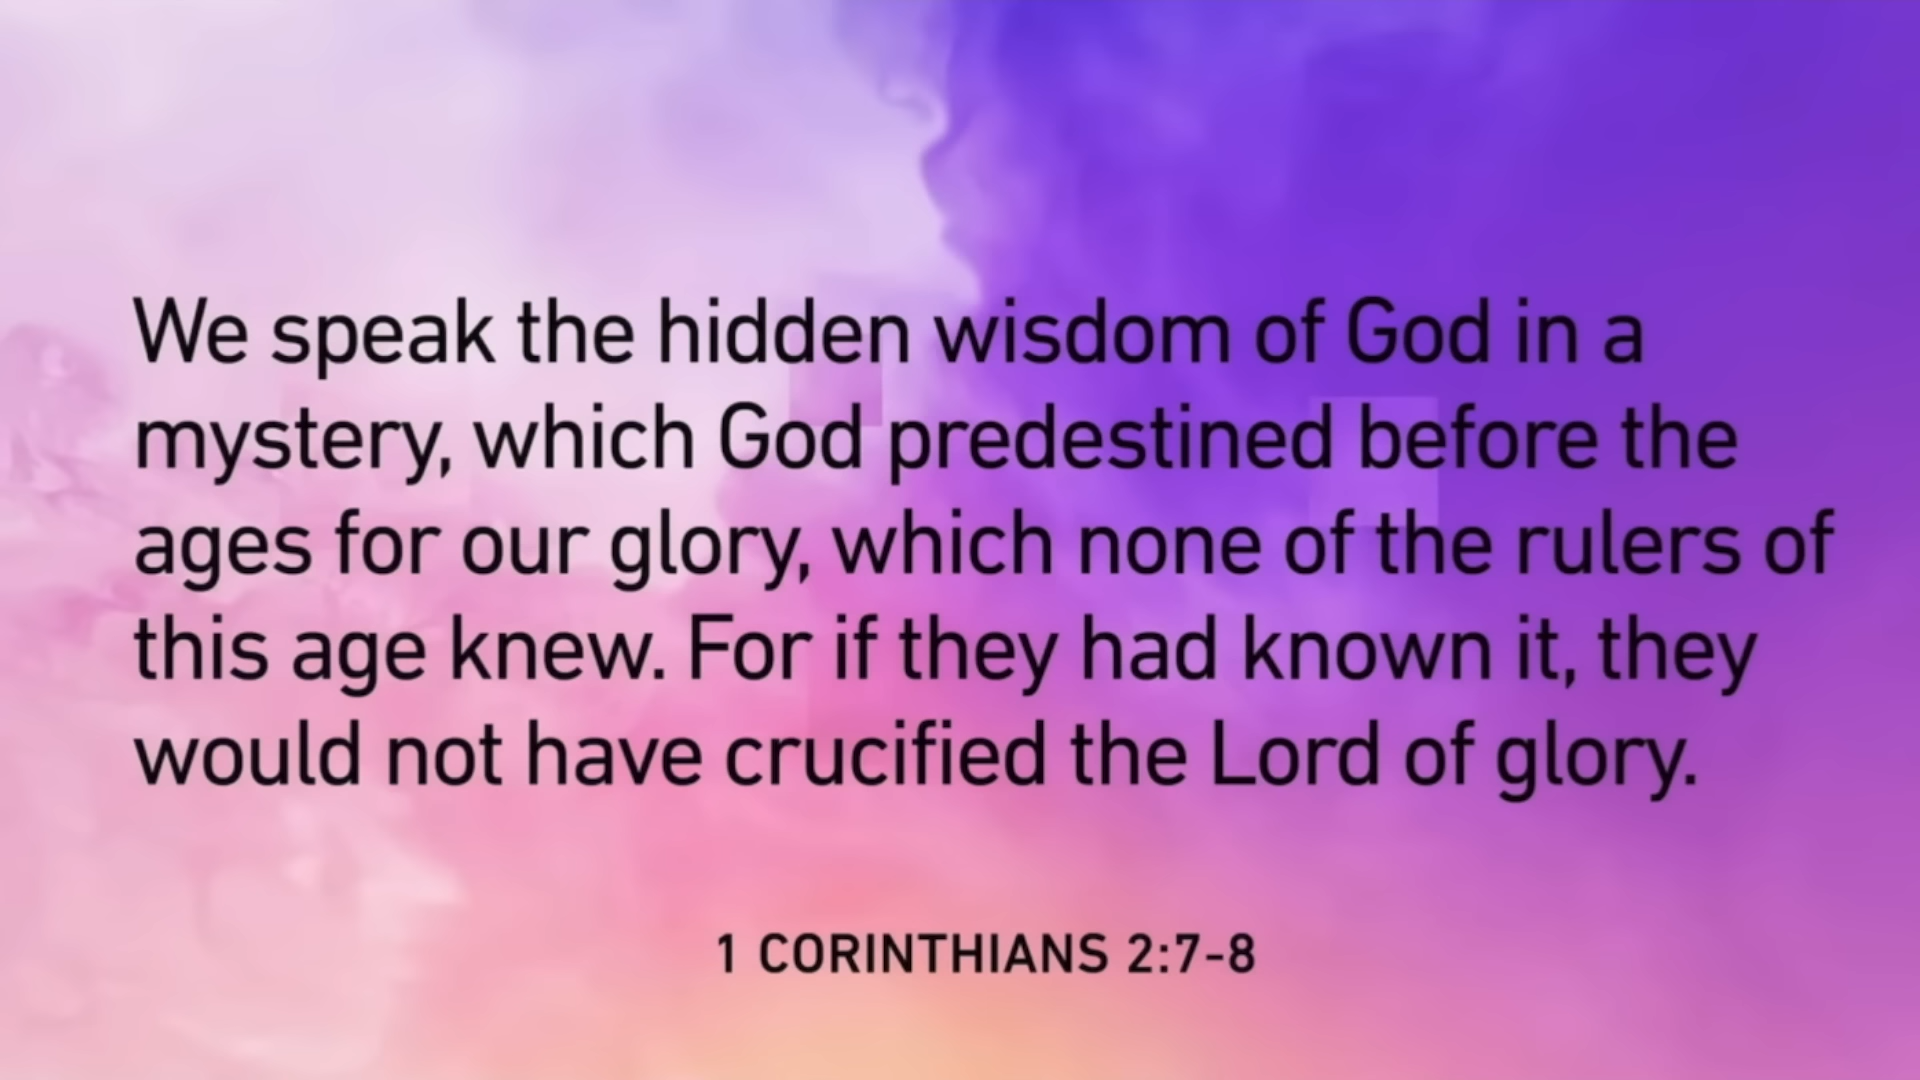 We speak the hidden wisdom of God in a
mystery, which God predestined before the
ages for our glory, which none of the rulers of
this age knew. For if they had known it, they
would not have crucified the Lord of glory.
1 CORINTHIANS 2:7-8